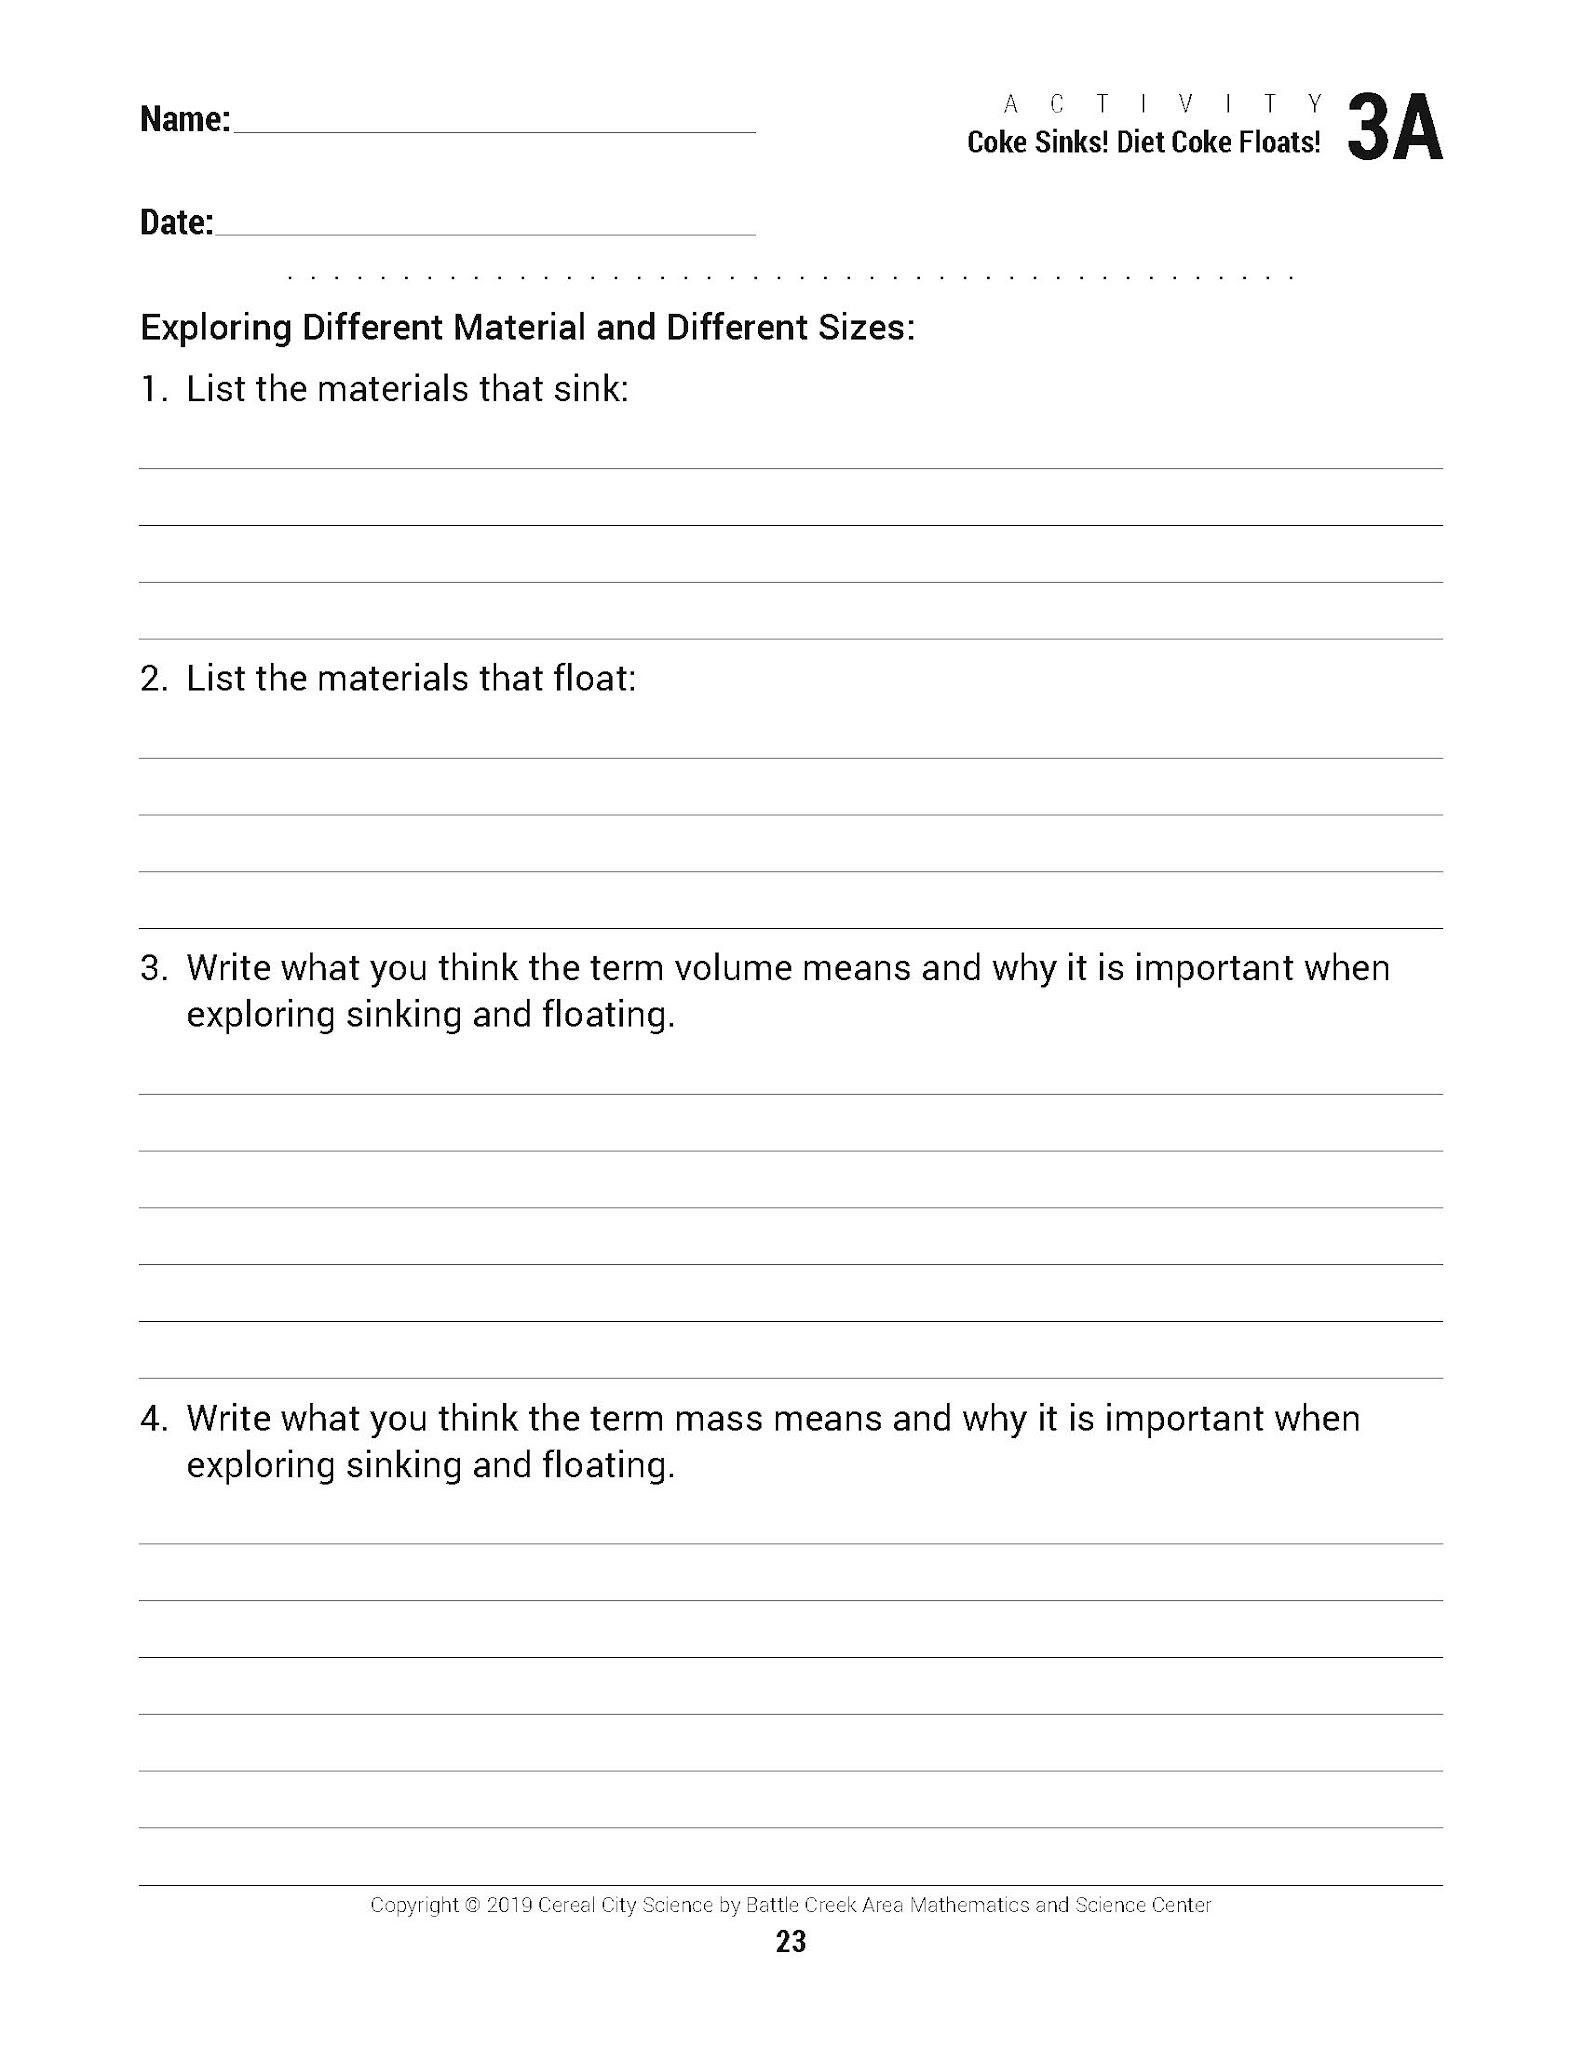 Name:
ACTIVITY
Coke Sinks! Diet Coke Floats!
3A
Date:
Exploring Different Material and Different Sizes:
1. List the materials that sink:
2. List the materials that float:
3. Write what you think the term volume means and why it is important when
exploring sinking and floating.
4. Write what you think the term mass means and why it is important when
exploring sinking and floating.
Copyright © 2019 Cereal City Science by Battle Creek Area Mathematics and Science Center
23